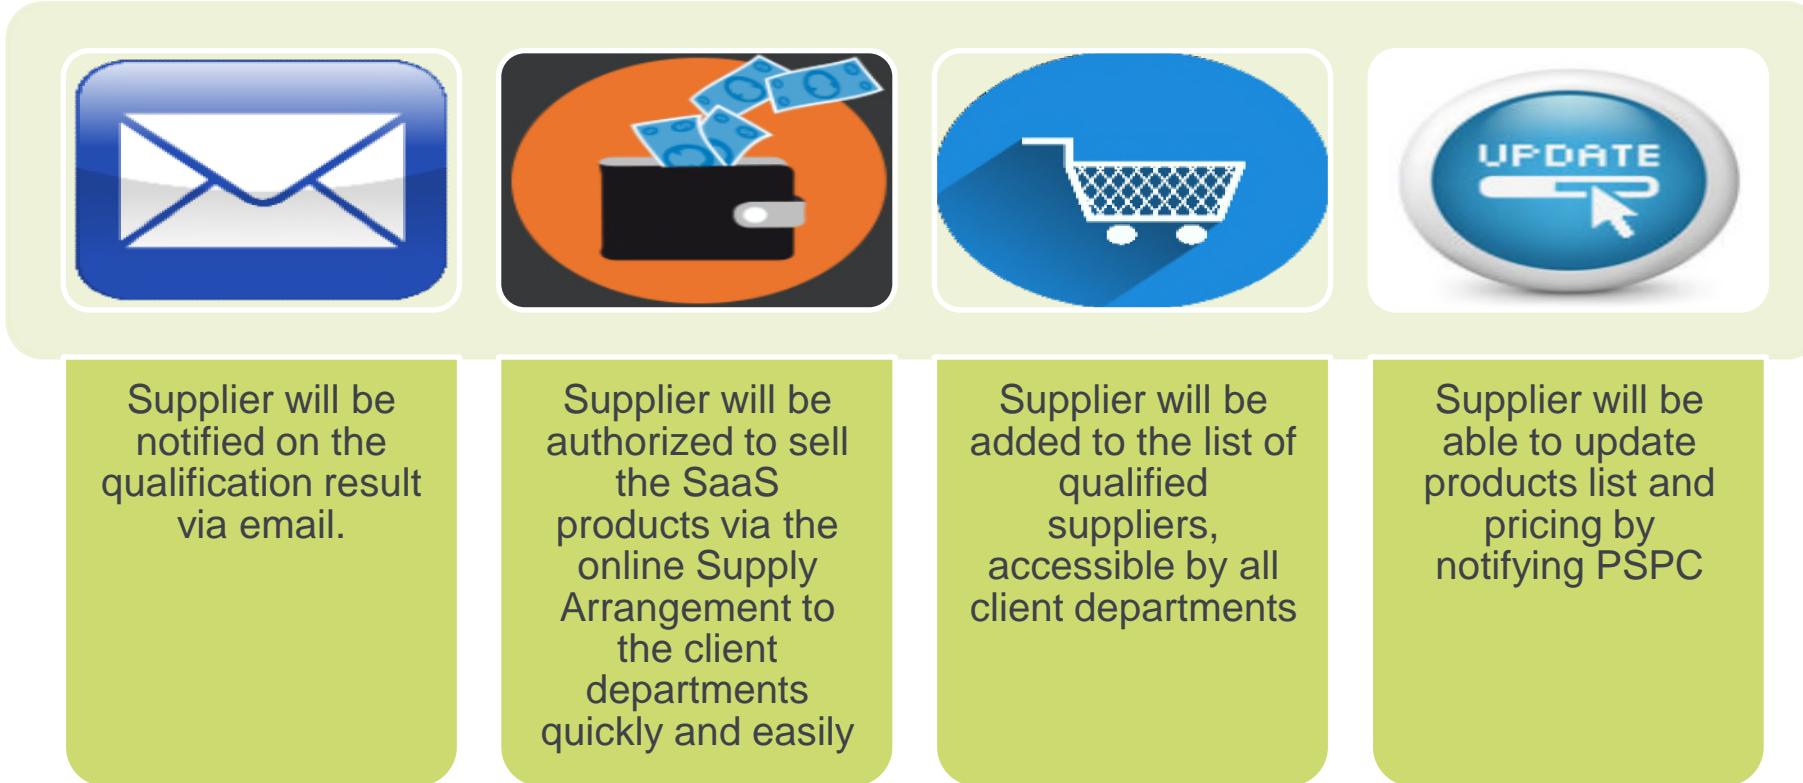 UPDATE
Supplier will be
notified on the
qualification result
via email.
Supplier will be
authorized to sell
the SaaS
products via the
online Supply
Arrangement to
the client
departments
quickly and easily
Supplier will be
added to the list of
qualified
suppliers,
accessible by all
client departments
Supplier will be
able to update
products list and
pricing by
notifying PSPC